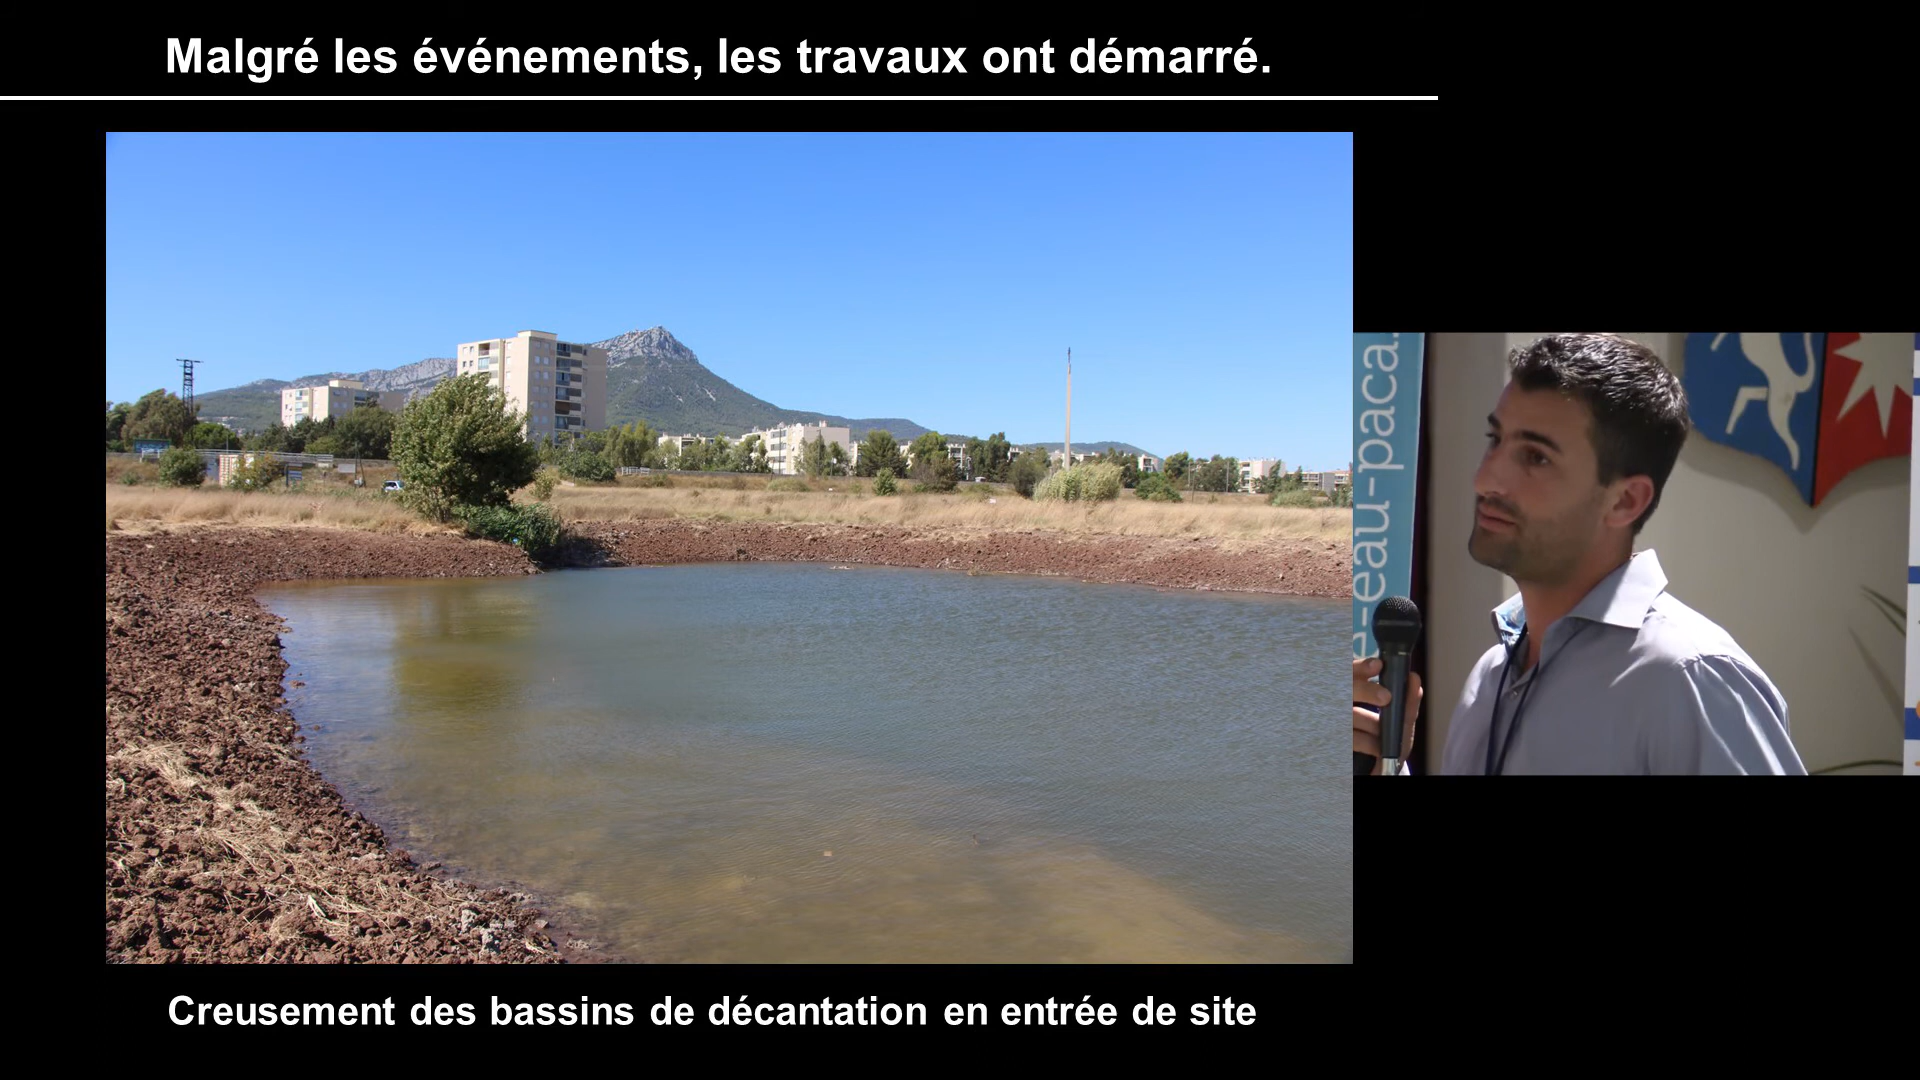 Malgré les événements, les travaux ont démarré.
e-eau-paca.
Creusement des bassins de décantation en entrée de site